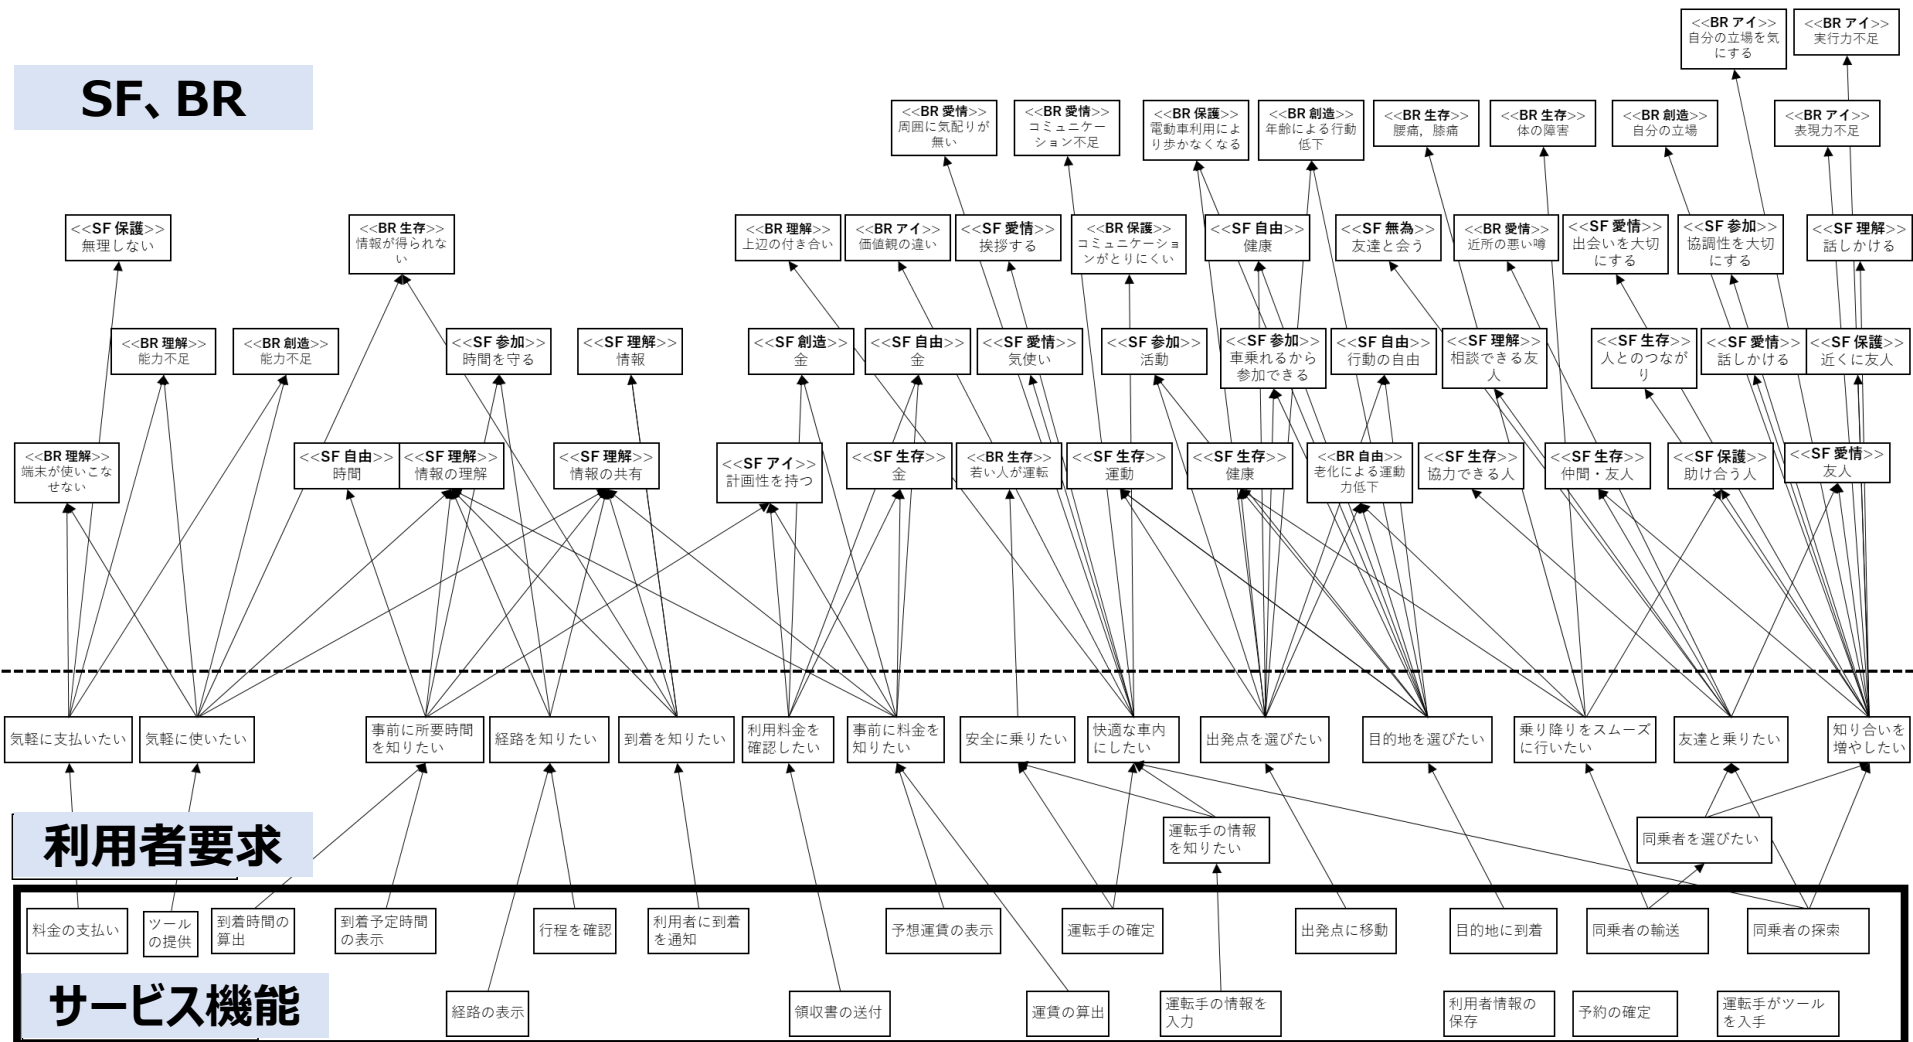 <<BR アイ>>
自分の立場を気
にする
<<BR アイ>>
実行力不足
SF、BR
<<BR 愛情>>
周囲に気配りが
無い
<<BR 愛情>>
コミュニケー
ション不足
<<BR 保護>>
電動車利用によ
り歩かなくなる
<<BR 創造>>
年齢による行動
低下
<<BR 生存>>
腰痛，膝痛
<<BR 生存>>
体の障害
<<BR 創造>>
自分の立場
<<BR アイ>>
表現力不足
<<SF 保護>>
無理しない
<<BR 生存>>
情報が得られな
い
<<BR 理解>>
上辺の付き合い
<<BR アイ>>
価値観の違い
<<SF 愛情>>
挨拶する
<<BR 保護>>
コミュニケーショ
ンがとりにくい
<<SF 自由>>
健康
<<SF 無為>>
友達と会う
<<BR 愛情>>
近所の悪い噂
<<SF 愛情>>
出会いを大切
にする
<<SF 参加>>
協調性を大切
にする
<<SF 理解>>
話しかける
<<BR 理解>>
能力不足
<<BR 創造>>
能力不足
<<SF 参加>>
時間を守る
<<SF 理解>>
情報
<<SF 創造>>
金
<<SF 自由>>
金
<<SF 愛情>>
気使い
<<SF 参加>>
活動
<<SF 参加>>
車乗れるから
参加できる
<<SF 自由>>
行動の自由
<<SF 理解>>
相談できる友
人
<<SF 生存>>
人とのつなが
り
<<SF 愛情>>
話しかける
<<SF 保護>>
近くに友人
<<BR 理解>>
端末が使いこな
せない
<<SF 自由>>
時間
<<SF 理解>>
情報の理解
<<SF 理解>>
情報の共有
<<SF アイ>>
計画性を持つ
<<SF 生存>>
金
<<BR 生存>>
若い人が運転
<<SF 生存>>
運動
<<SF 生存>>
健康
<<BR 自由>>
老化による運動
力低下
<<SF 生存>>
協力できる人
<<SF 生存>>
仲間・友人
<<SF 保護>>
助け合う人
<<SF 愛情>>
友人
気軽に支払いたい
気軽に使いたい
事前に所要時間
を知りたい
経路を知りたい
到着を知りたい
利用料金を
確認したい
事前に料金を
知りたい
安全に乗りたい
快適な車内
にしたい
出発点を選びたい
目的地を選びたい
乗り降りをスムーズ
に行いたい
友達と乗りたい
知り合いを
増やしたい
利用者要求
運転手の情報
を知りたい
同乗者を選びたい
料金の支払い
ツール
の提供
到着時間の
算出
到着予定時間
の表示
行程を確認
利用者に到着
を通知
予想運賃の表示
運転手の確定
出発点に移動
目的地に到着
同乗者の輸送
同乗者の探索
サービス機能
経路の表示
領収書の送付
運賃の算出
運転手の情報を
入力
利用者情報の
保存
予約の確定
運転手がツール
を入手